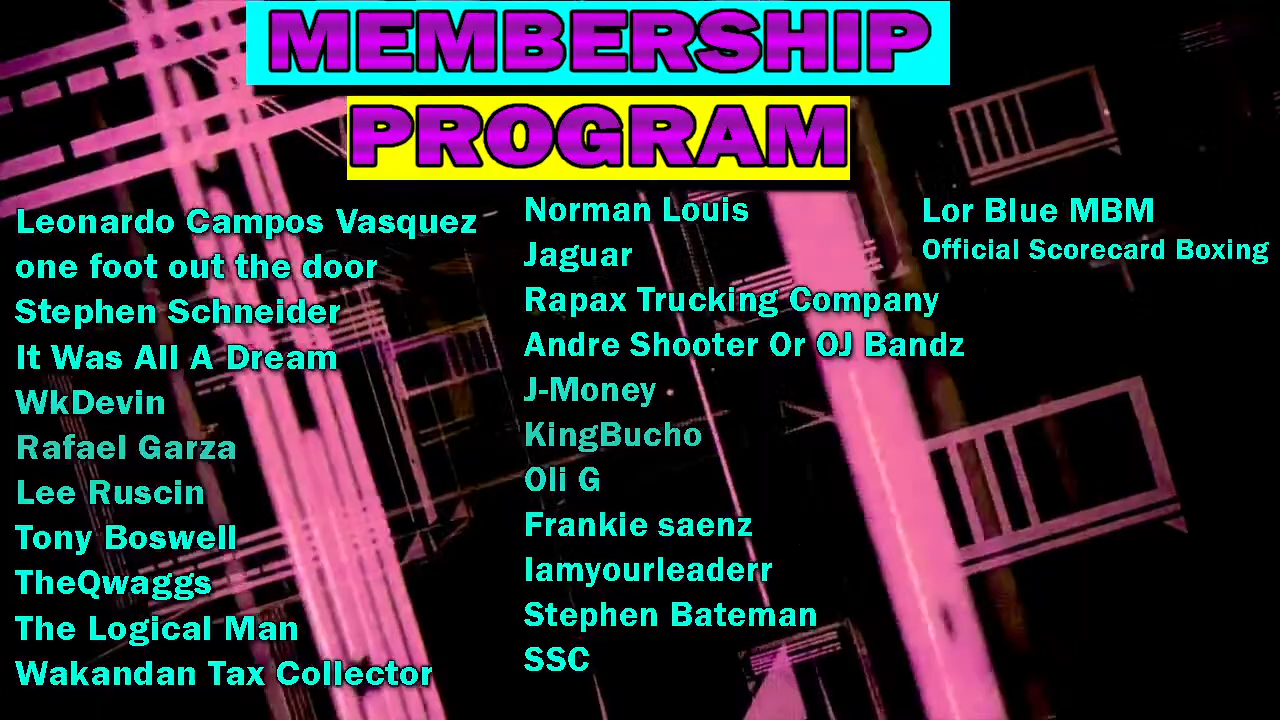 MEMBERSHIP
PROGRAM
Leonardo Campos Vasquez
one foot out the door
Stephen Schneider
It Was All A Dream
WkDevin
Rafael Garza
Lee Ruscin
Tony Boswell
TheQwaggs
The Logical Man
Wakandan Tax Collector
Norman Louis
Jaguar
Rapax Trucking Company
Andre Shooter Or OJ Bandz
J-Money
KingBucho
Oli G
Frankie saenz
Iamyourleaderr
Stephen Bateman
SSC
Lor Blue MBM
Official Scorecard Boxing